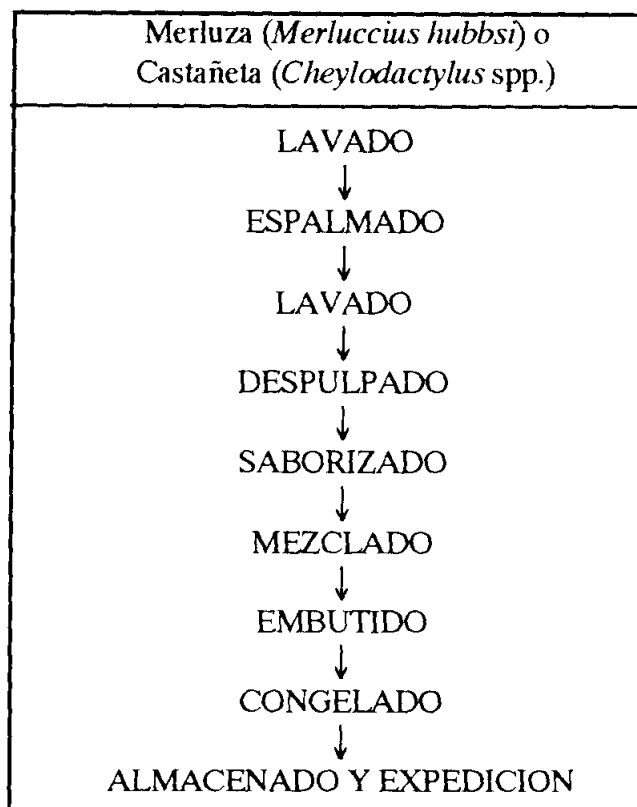 Merluza (Merluccius hubbsi) o
Castañeta (Cheylodactylus spp.)
LAVADO
ESPALMADO
LAVADO
DESPULPADO
SABORIZADO
MEZCLADO
EMBUTIDO
CONGELADO
ALMACENADO Y EXPEDICION